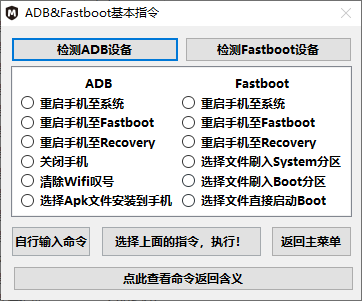 ADB&Fastboot基本指令
检测ADB设备
检测Fastboot设备
ADB
Fastboot
重启手机至系统
重启手机至系统
重启手机至Fastboot
重启手机至Fastboot
重启手机至Recovery
重启手机至Recovery
关闭手机
选择文件刷入System分区
清除Wifi叹号
选择文件刷入Boot分区
选择Apk文件安装到手机
选择文件直接启动Boot
自行输入命令
选择上面的指令，执行！
返回主菜单
点此查看命令返回含义